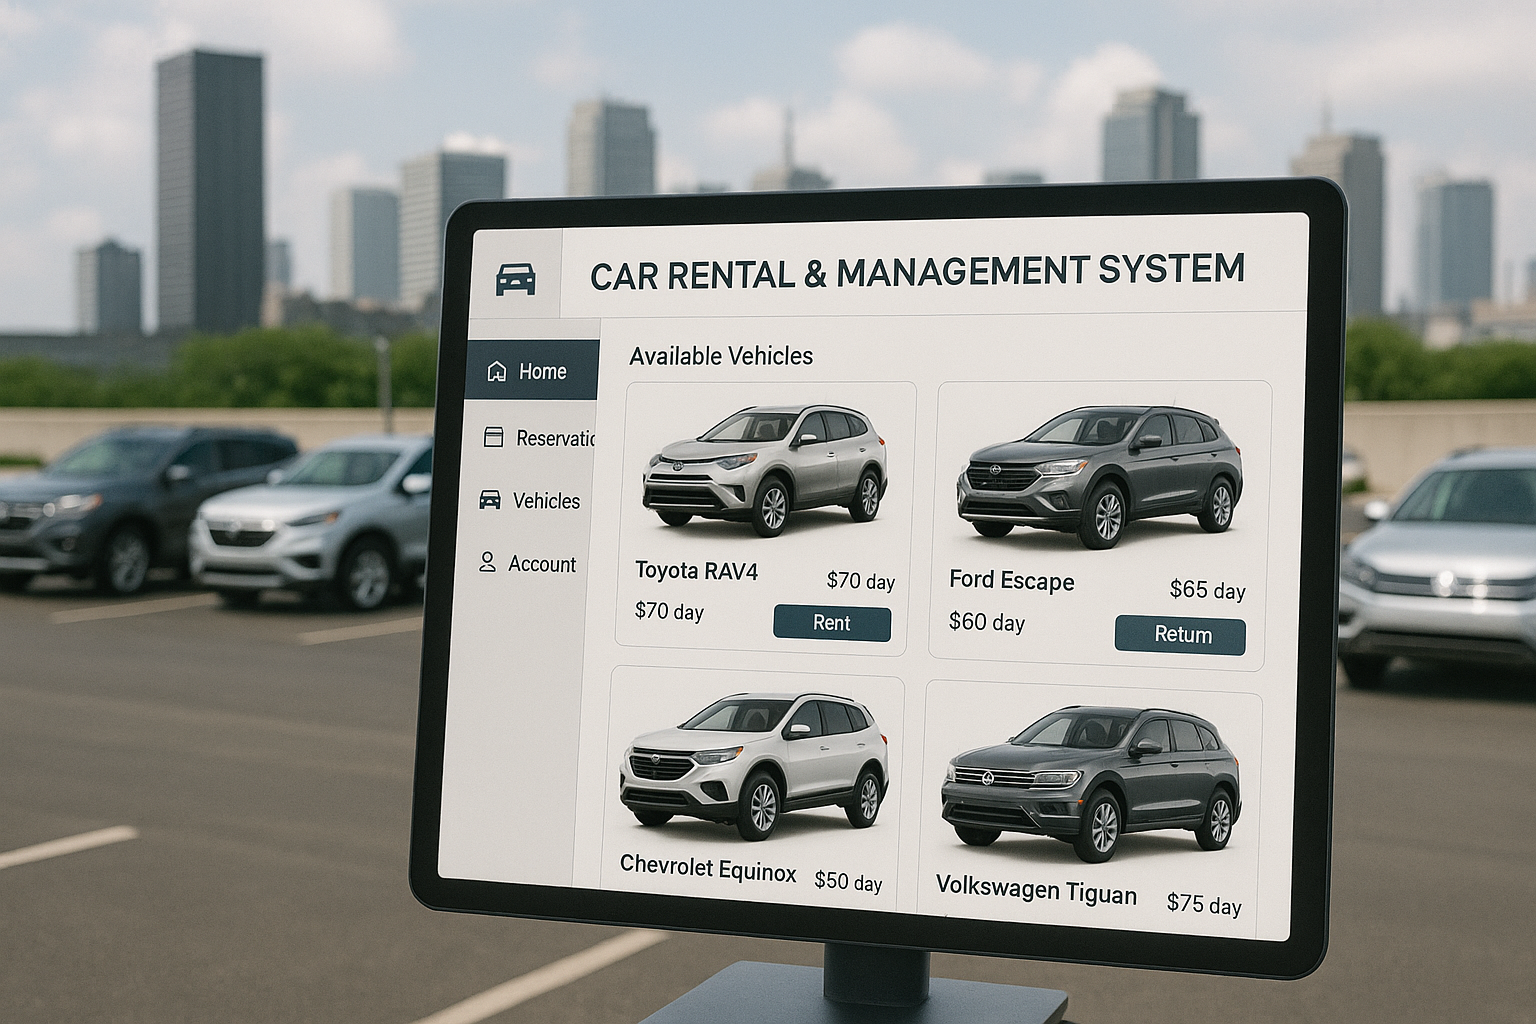 CAR RENTAL & MANAGEMENT SYSTEM
Home
Reservatio
Vehicles
Account
Available Vehicles
Toyota RAV4
$70 day
$70 day
Rent
Ford Escape
$65 day
$60 day
Return
Chevrolet Equinox
$50 day
Volkswagen Tiguan
$75 day